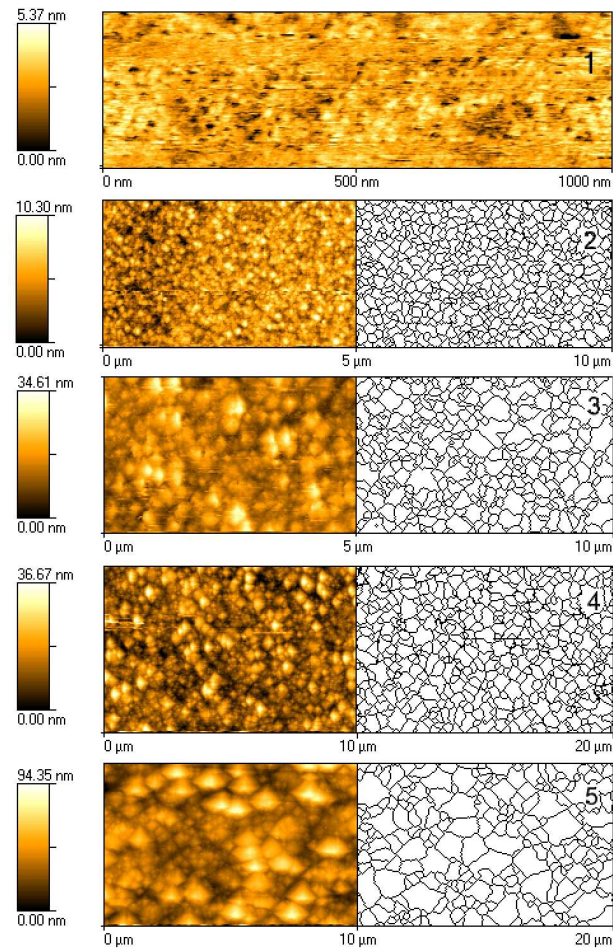 5.37 nm
1
0.00 nm
0 nm 500 nm 1000 nm
10.30 nm
2
0.00 nm
0 µm 5 µm 10 µm
34.61 nm
3
0.00 nm
0 µm 5 µm 10 µm
36.67 nm
4
0.00 nm
0 µm 10 µm 20 µm
94.35 nm
5
0.00 nm
0 µm 10 µm 20 µm